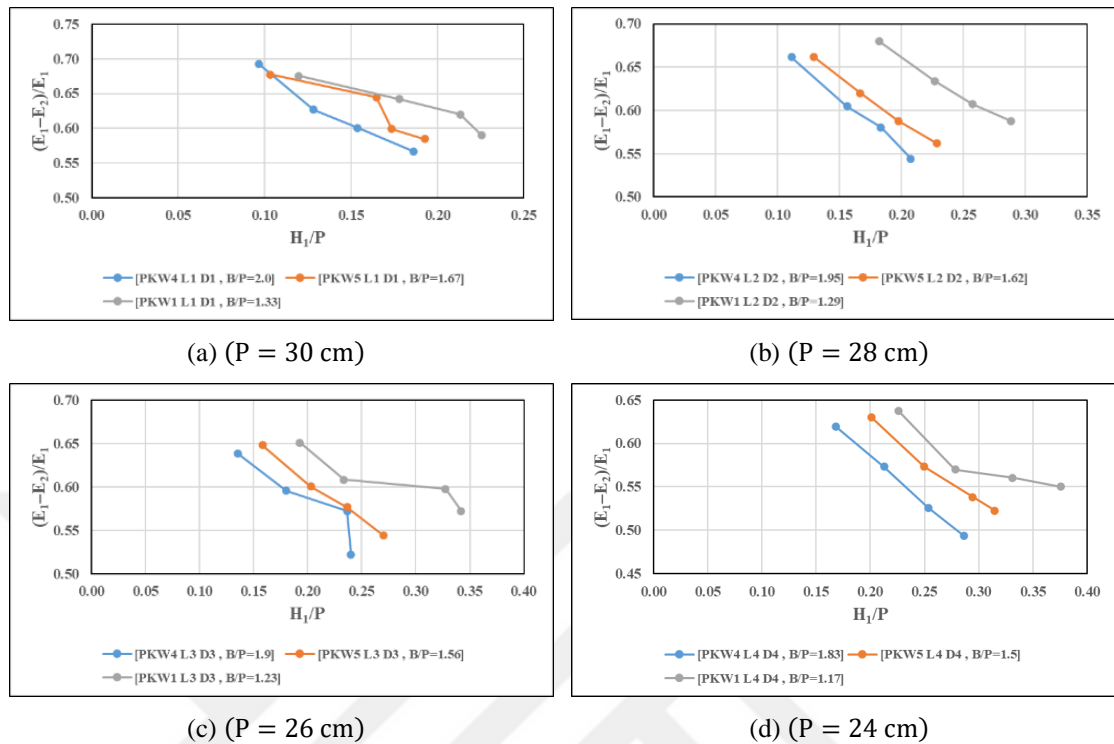 0.75
0.70
0.65
0.60
0.55
0.50
(E₁−E₂)/E₁
0.00 0.05 0.10 0.15 0.20 0.25
H₁/P
[PKW4 L1 D1 , B/P=2.0] [PKW5 L1 D1 , B/P=1.67]
[PKW1 L1 D1 , B/P=1.33]
(a) (P = 30 cm)
0.70
0.65
0.60
0.55
0.50
(E₁−E₂)/E₁
0.00 0.05 0.10 0.15 0.20 0.25 0.30 0.35
H₁/P
[PKW4 L2 D2 , B/P=1.95] [PKW5 L2 D2 , B/P=1.62]
[PKW1 L2 D2 , B/P=1.29]
(b) (P = 28 cm)
0.70
0.65
0.60
0.55
0.50
(E₁−E₂)/E₁
0.00 0.05 0.10 0.15 0.20 0.25 0.30 0.35 0.40
H₁/P
[PKW4 L3 D3 , B/P=1.9] [PKW5 L3 D3 , B/P=1.56]
[PKW1 L3 D3 , B/P=1.23]
(c) (P = 26 cm)
0.65
0.60
0.55
0.50
0.45
(E₁−E₂)/E₁
0.00 0.05 0.10 0.15 0.20 0.25 0.30 0.35 0.40
H₁/P
[PKW4 L4 D4 , B/P=1.83] [PKW5 L4 D4 , B/P=1.5]
[PKW1 L4 D4 , B/P=1.17]
(d) (P = 24 cm)